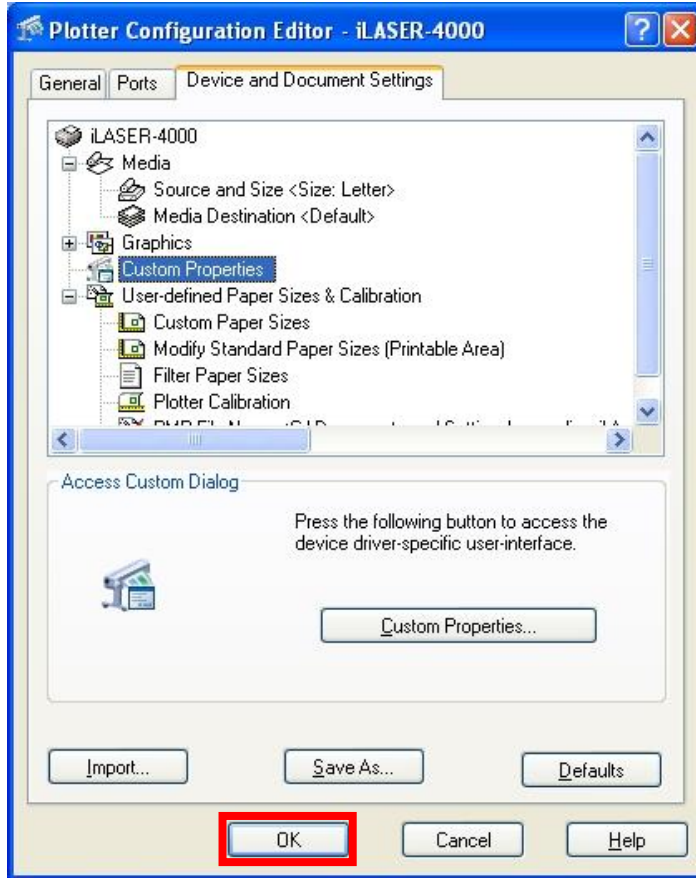 Plotter Configuration Editor - iLASER-4000
General Ports Device and Document Settings
iLASER-4000
Media
Source and Size <Size: Letter>
Media Destination <Default>
Graphics
Custom Properties
User-defined Paper Sizes & Calibration
Custom Paper Sizes
Modify Standard Paper Sizes (Printable Area)
Filter Paper Sizes
Plotter Calibration
Access Custom Dialog
Press the following button to access the
device driver-specific user-interface.
Custom Properties...
Import... Save As... Defaults
OK Cancel Help